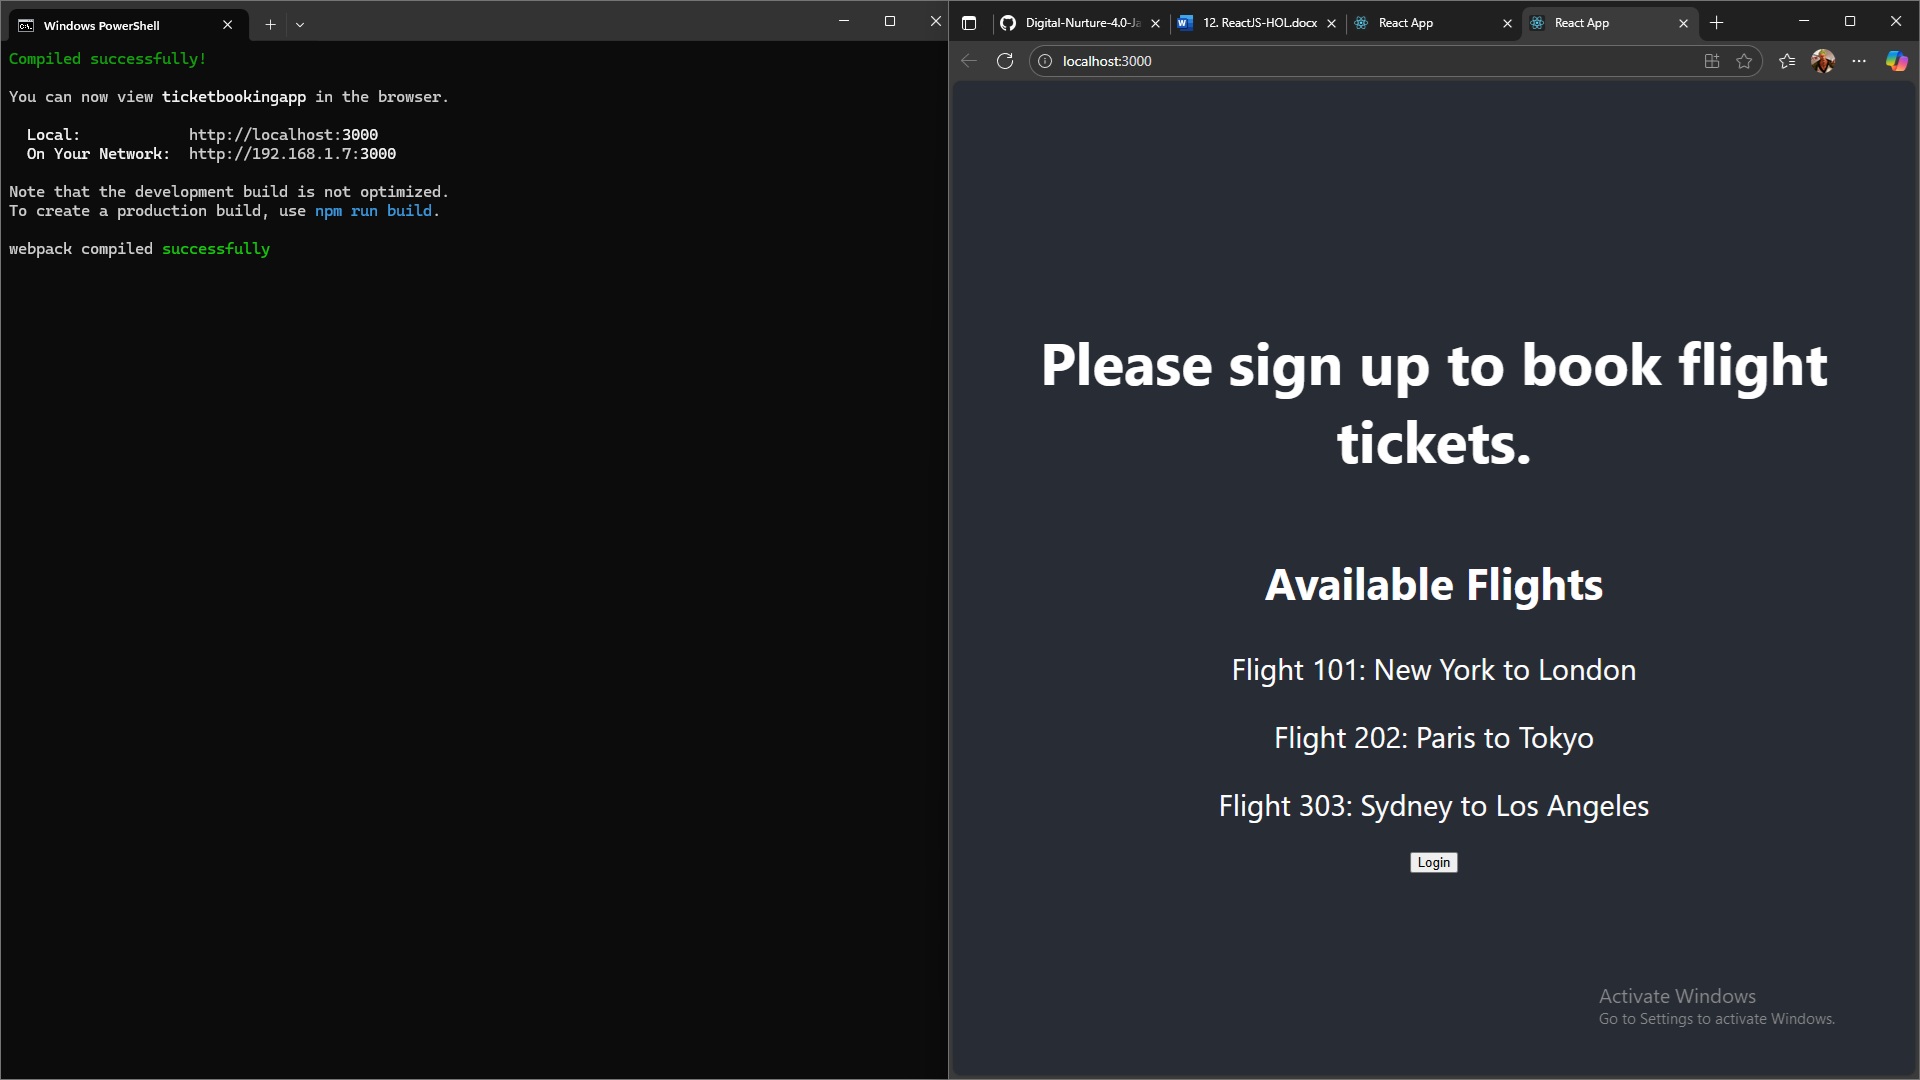 Windows PowerShell
Compiled successfully!
You can now view ticketbookingapp in the browser.
Local: http://localhost:3000
On Your Network: http://192.168.1.7:3000
Note that the development build is not optimized.
To create a production build, use npm run build.
webpack compiled successfully
Digital-Nurture-4.0-Ja
12. ReactJS-HOL.docx
React App
React App
localhost:3000
Please sign up to book flight
tickets.
Available Flights
Flight 101: New York to London
Flight 202: Paris to Tokyo
Flight 303: Sydney to Los Angeles
Login
Activate Windows
Go to Settings to activate Windows.